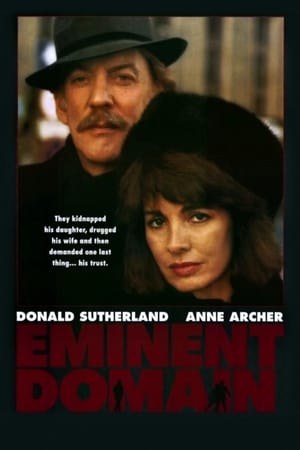 They kidnapped
his daughter, drugged
his wife and then
demanded one last
thing... his trust.
DONALD SUTHERLAND ANNE ARCHER
EMINENT
DOMAIN